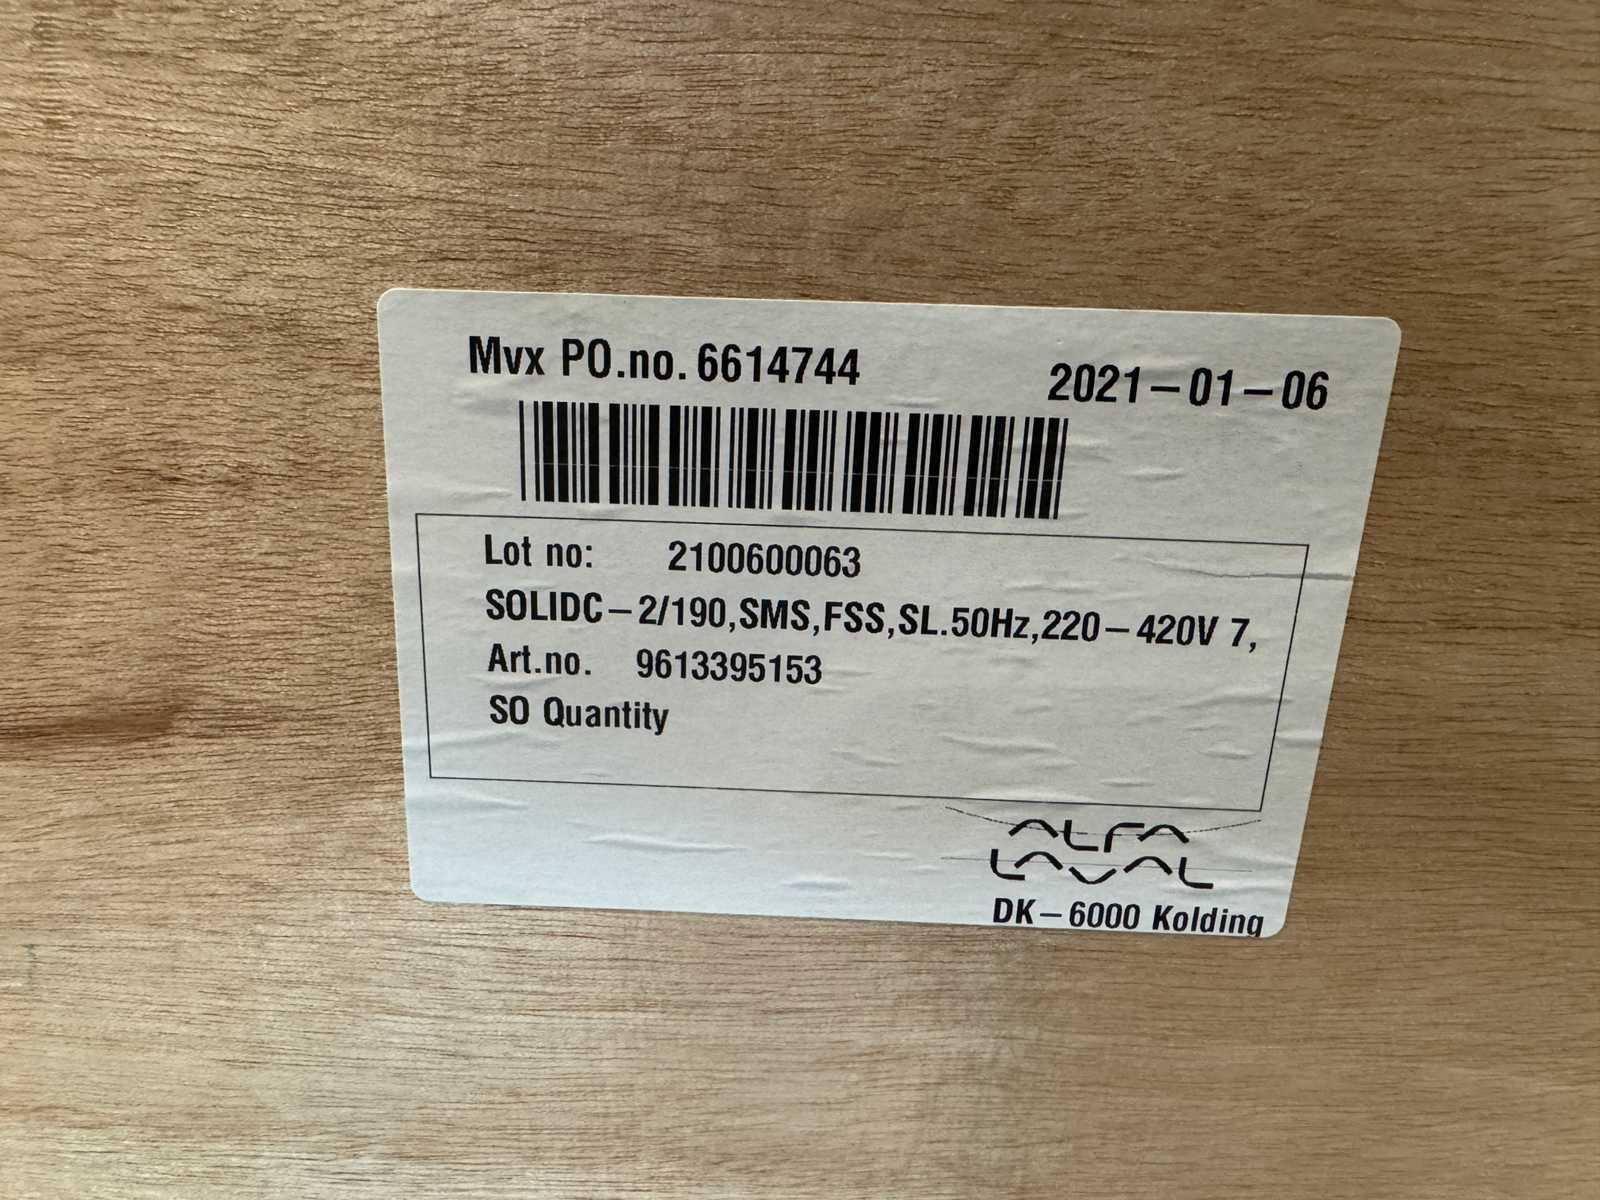 Mvx PO.no. 6614744
2021-01-06
Lot no: 2100600063
SOLIDC-2/190,SMS,FSS,SL.50Hz,220-420V 7,
Art.no. 9613395153
SO Quantity
ALFA
LAVAL
DK-6000 Kolding